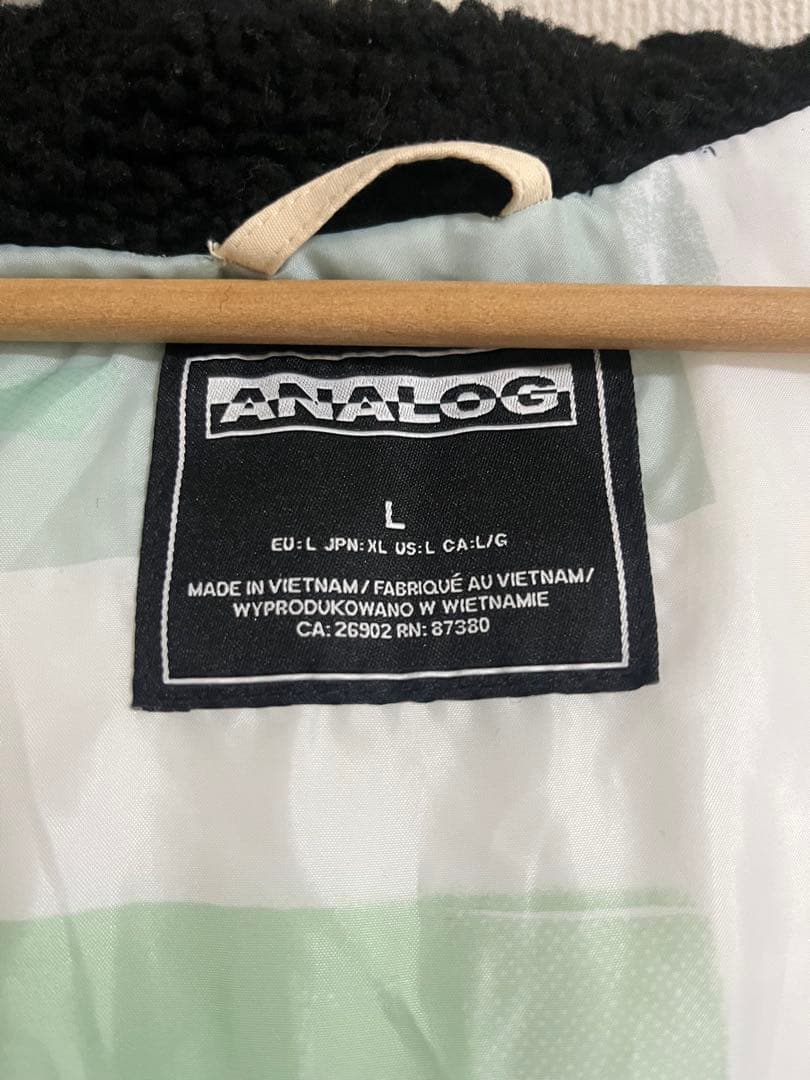 ANALOG
L
EU:L JPN:XL US:L CA:L/G
MADE IN VIETNAM/ FABRIQUÉ AU VIETNAM/
WYPRODUKOWANO W WIETNAMIE
CA: 26902 RN: 87380